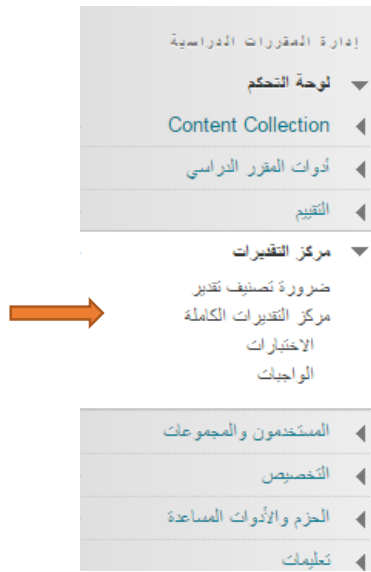 إدارة المقررات الدراسية
لوحة التحكم
Content Collection
أدوات المقرر الدراسي
التقييم
مركز التقديرات
ضرورة تصنيف تقدير
مركز التقديرات الكاملة
الاختبارات
الواجبات
المستخدمون والمجموعات
التخصيص
الحزم والأدوات المساعدة
تعليمات